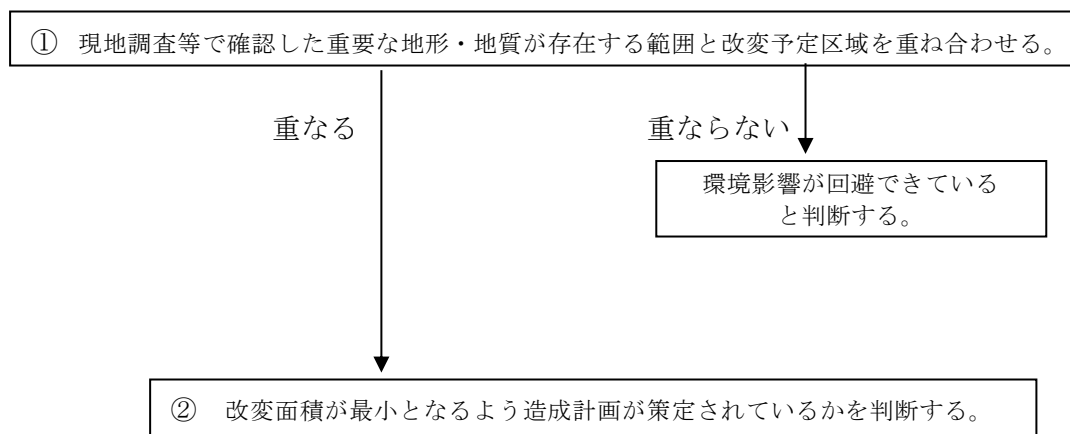 ① 現地調査等で確認した重要な地形・地質が存在する範囲と改変予定区域を重ね合わせる。
重なる
重ならない
環境影響が回避できている
と判断する。
② 改変面積が最小となるよう造成計画が策定されているかを判断する。